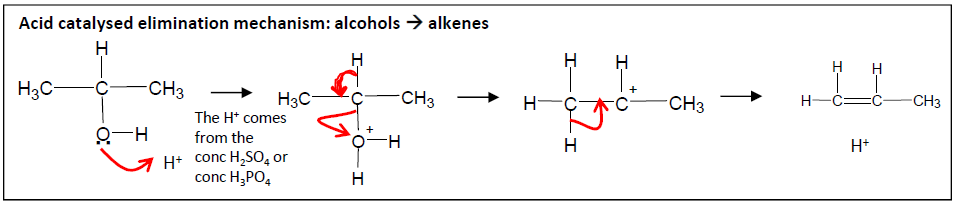 Acid catalysed elimination mechanism: alcohols → alkenes
H
H₃C C CH₃
O H
H⁺
The H⁺ comes
from the
conc H₂SO₄ or
conc H₃PO₄
H
H₃C C CH₃
+
O H
H
H H
+
H C C CH₃
H
H H
H C C CH₃
H⁺